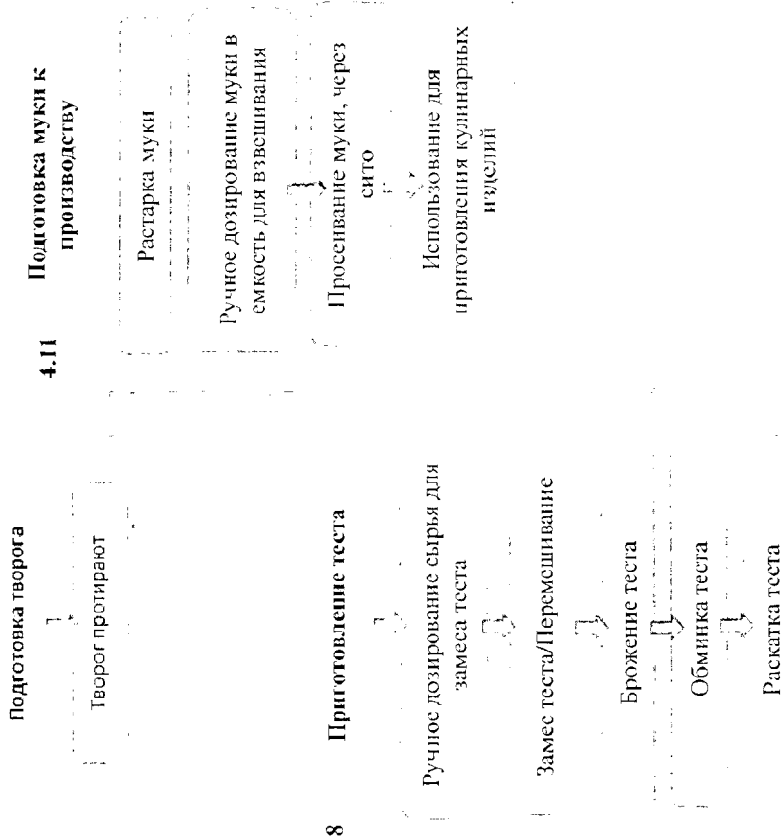 Подготовка творога
Творог протирают
4.11
Подготовка муки к
производству
Растарка муки
Ручное дозирование муки в
емкость для взвешивания
Просеивание муки, через
сито
Использование для
приготовления кулинарных
изделий
8
Приготовление теста
Ручное дозирование сырья для
замеса теста
Замес теста/Перемешивание
Брожение теста
Обминка теста
Раскатка теста